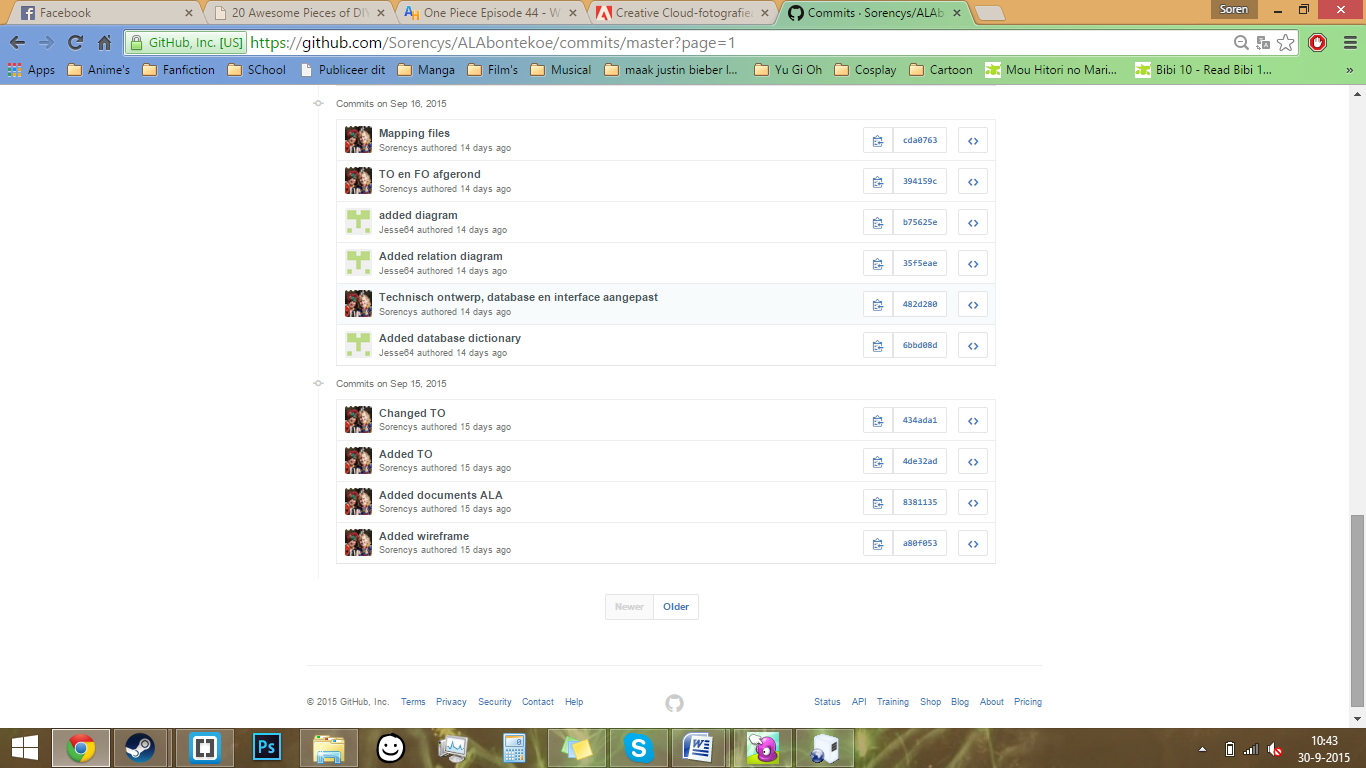 Facebook
20 Awesome Pieces of DIY
One Piece Episode 44 - W
Creative Cloud-fotografie
Commits · Sorencys/ALAb
Soren
GitHub, Inc. [US]
https://github.com/Sorencys/ALAbontekoe/commits/master?page=1
Apps
Anime's
Fanfiction
SChool
Publiceer dit
Manga
Film's
Musical
maak justin bieber l...
Yu Gi Oh
Cosplay
Cartoon
Mou Hitori no Mari...
Bibi 10 - Read Bibi 1...
»
Commits on Sep 16, 2015
Mapping files
Sorencys authored 14 days ago
cda0763
TO en FO afgerond
Sorencys authored 14 days ago
394159c
added diagram
Jesse64 authored 14 days ago
b75625e
Added relation diagram
Jesse64 authored 14 days ago
35f5eae
Technisch ontwerp, database en interface aangepast
Sorencys authored 14 days ago
482d280
Added database dictionary
Jesse64 authored 14 days ago
6bbd08d
Commits on Sep 15, 2015
Changed TO
Sorencys authored 15 days ago
434ada1
Added TO
Sorencys authored 15 days ago
4de32ad
Added documents ALA
Sorencys authored 15 days ago
8381135
Added wireframe
Sorencys authored 15 days ago
a80f053
Newer Older
© 2015 GitHub, Inc. Terms Privacy Security Contact Help
Status API Training Shop Blog About Pricing
Ps
10:43
30-9-2015